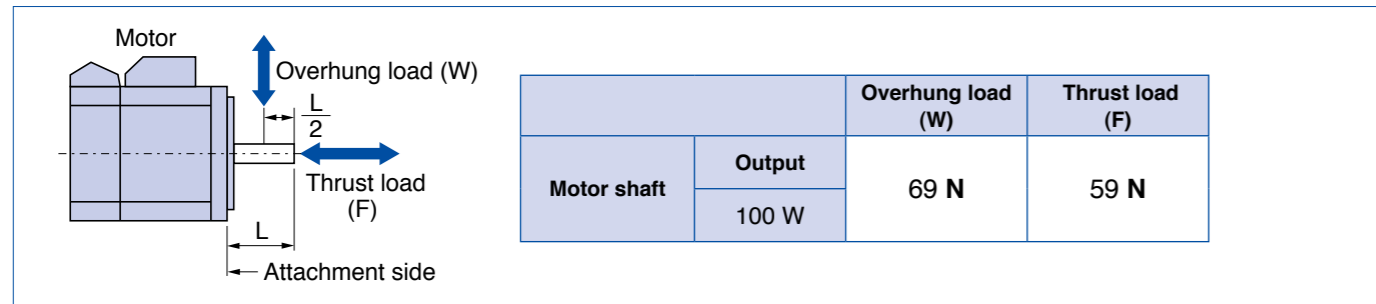 Motor
Overhung load (W)
L
2
Thrust load
(F)
L
Attachment side
Overhung load
(W)
Thrust load
(F)
Motor shaft
Output
69 N
59 N
100 W